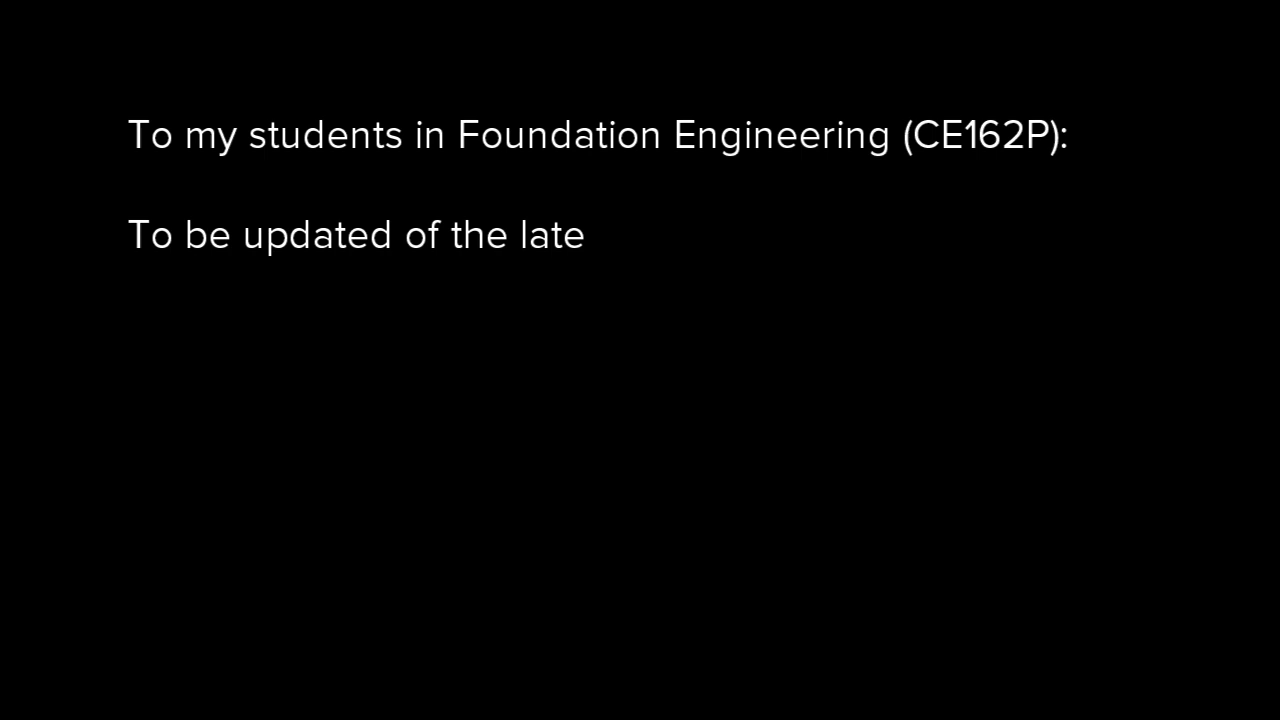 To my students in Foundation Engineering (CE162P):
To be updated of the late